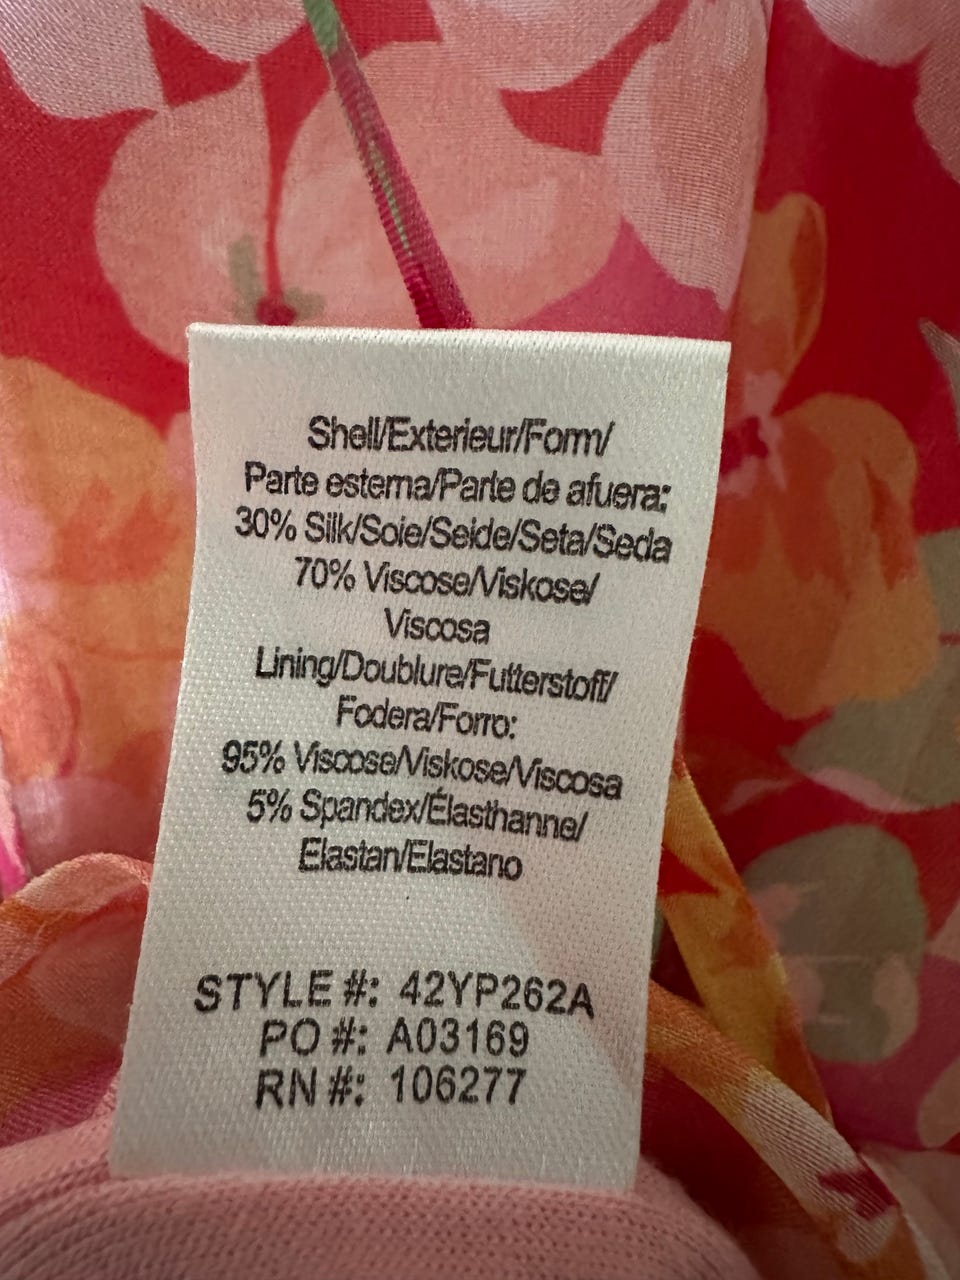 Shell/Exterieur/Form/
Parte esterna/Parte de afuera:
30% Silk/Soie/Seide/Seta/Seda
70% Viscose/Viskose/
Viscosa
Lining/Doublure/Futterstoff/
Fodera/Forro:
95% Viscose/Viskose/Viscosa
5% Spandex/Élasthanne/
Elastan/Elastano
STYLE #: 42YP262A
PO #: A03169
RN #: 106277